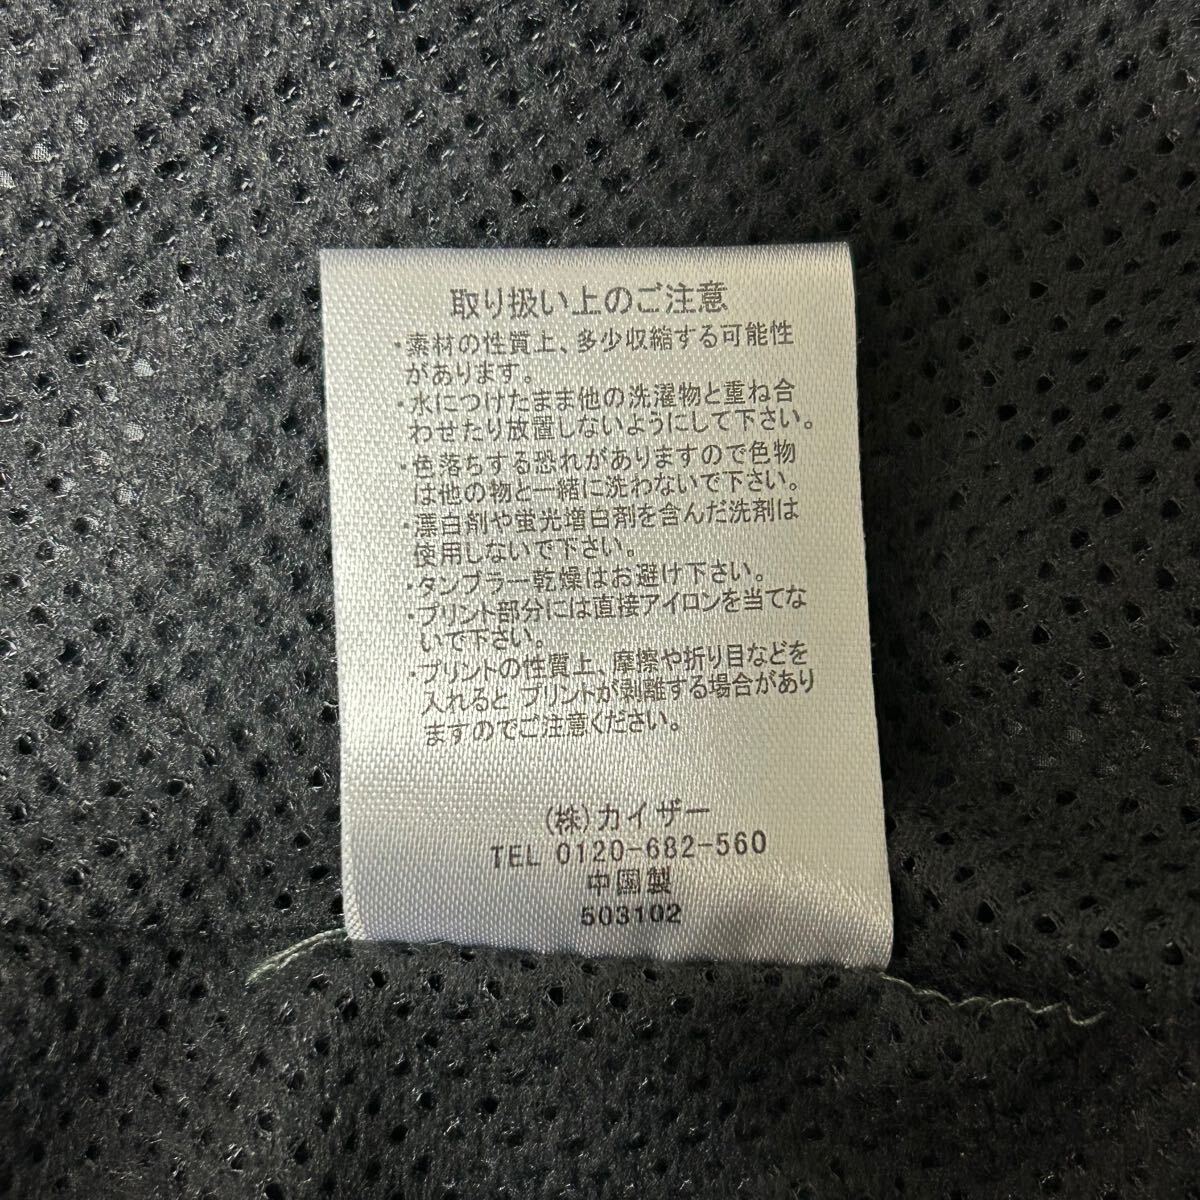 取り扱い上のご注意
・素材の性質上、多少収縮する可能性
があります。
・水につけたまま他の洗濯物と重ね合
わせたり放置しないようにして下さい。
・色落ちする恐れがありますので色物
は他の物と一緒に洗わないで下さい。
・漂白剤や蛍光増白剤を含んだ洗剤は
使用しないで下さい。
・タンブラー乾燥はお避け下さい。
・プリント部分には直接アイロンを当てな
いで下さい。
・プリントの性質上、摩擦や折り目などを
入れると プリントが剥離する場合があり
ますのでご注意ください。
(株)カイザー
TEL 0120-682-560
中国製
503102